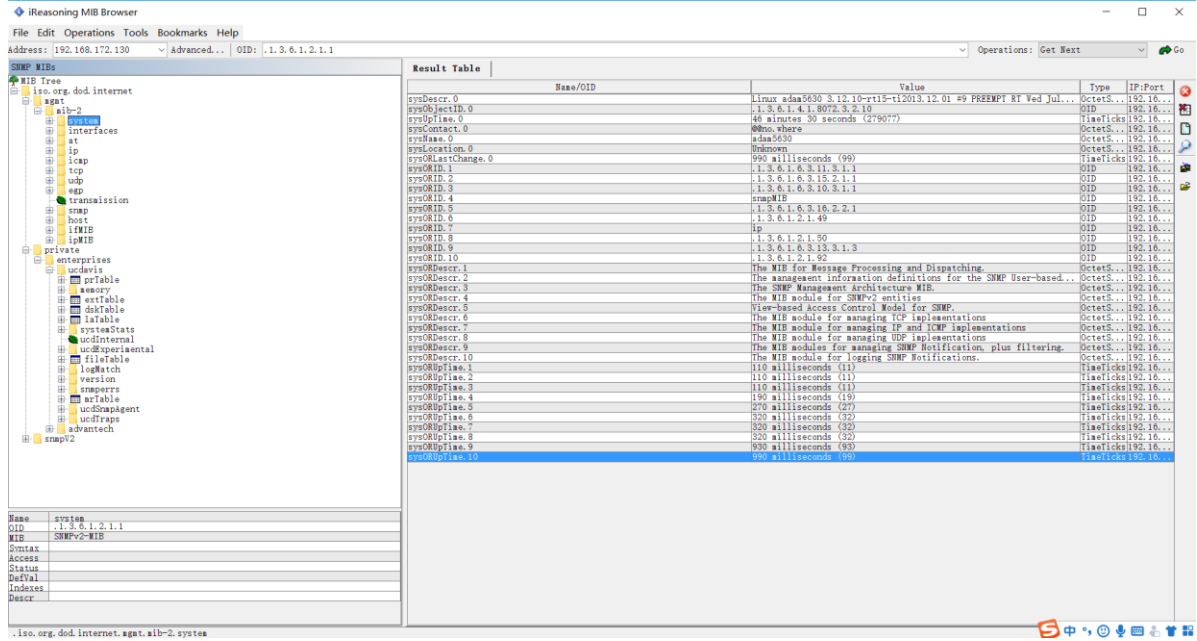 iReasoning MIB Browser
File Edit Operations Tools Bookmarks Help
Address: 192.168.172.130 Advanced... OID: .1.3.6.1.2.1.1 Operations: Get Next Go
SNMP MIBs
MIB Tree
iso.org.dod.internet
mgmt
mib-2
system
interfaces
at
ip
icmp
tcp
udp
egp
transmission
snmp
host
ifMIB
ipMIB
private
enterprises
ucdavis
prTable
memory
extTable
dskTable
laTable
systemStats
ucdInternal
ucdExperimental
fileTable
logMatch
version
snmperrs
mrTable
ucdSnmpAgent
ucdTraps
advantech
snmpV2
Name system
OID .1.3.6.1.2.1.1
MIB SNMPv2-MIB
Syntax
Access
Status
DefVal
Indexes
Descr
Result Table
Name/OID Value Type IP:Port
sysDescr.0 Linux adam5630 3.12.10-rt15-ti2013.12.01 #9 PREEMPT RT Wed Jul... OctetS... 192.16...
sysObjectID.0 .1.3.6.1.4.1.8072.3.2.10 OID 192.16...
sysUpTime.0 46 minutes 30 seconds (279077) TimeTicks 192.16...
sysContact.0 @@no.where OctetS... 192.16...
sysName.0 adam5630 OctetS... 192.16...
sysLocation.0 Unknown OctetS... 192.16...
sysORLastChange.0 990 milliseconds (99) TimeTicks 192.16...
sysORID.1 .1.3.6.1.6.3.11.3.1.1 OID 192.16...
sysORID.2 .1.3.6.1.6.3.15.2.1.1 OID 192.16...
sysORID.3 .1.3.6.1.6.3.10.3.1.1 OID 192.16...
sysORID.4 snmpMIB OID 192.16...
sysORID.5 .1.3.6.1.6.3.16.2.2.1 OID 192.16...
sysORID.6 .1.3.6.1.2.1.49 OID 192.16...
sysORID.7 ip OID 192.16...
sysORID.8 .1.3.6.1.2.1.50 OID 192.16...
sysORID.9 .1.3.6.1.6.3.13.3.1.3 OID 192.16...
sysORID.10 .1.3.6.1.2.1.92 OID 192.16...
sysORDescr.1 The MIB for Message Processing and Dispatching. OctetS... 192.16...
sysORDescr.2 The management information definitions for the SNMP User-based... OctetS... 192.16...
sysORDescr.3 The SNMP Management Architecture MIB. OctetS... 192.16...
sysORDescr.4 The MIB module for SNMPv2 entities OctetS... 192.16...
sysORDescr.5 View-based Access Control Model for SNMP. OctetS... 192.16...
sysORDescr.6 The MIB module for managing TCP implementations OctetS... 192.16...
sysORDescr.7 The MIB module for managing IP and ICMP implementations OctetS... 192.16...
sysORDescr.8 The MIB module for managing UDP implementations OctetS... 192.16...
sysORDescr.9 The MIB modules for managing SNMP Notification, plus filtering. OctetS... 192.16...
sysORDescr.10 The MIB module for logging SNMP Notifications. OctetS... 192.16...
sysORUpTime.1 110 milliseconds (11) TimeTicks 192.16...
sysORUpTime.2 110 milliseconds (11) TimeTicks 192.16...
sysORUpTime.3 110 milliseconds (11) TimeTicks 192.16...
sysORUpTime.4 190 milliseconds (19) TimeTicks 192.16...
sysORUpTime.5 270 milliseconds (27) TimeTicks 192.16...
sysORUpTime.6 320 milliseconds (32) TimeTicks 192.16...
sysORUpTime.7 320 milliseconds (32) TimeTicks 192.16...
sysORUpTime.8 320 milliseconds (32) TimeTicks 192.16...
sysORUpTime.9 930 milliseconds (93) TimeTicks 192.16...
sysORUpTime.10 990 milliseconds (99) TimeTicks 192.16...
.iso.org.dod.internet.mgmt.mib-2.system
S 中